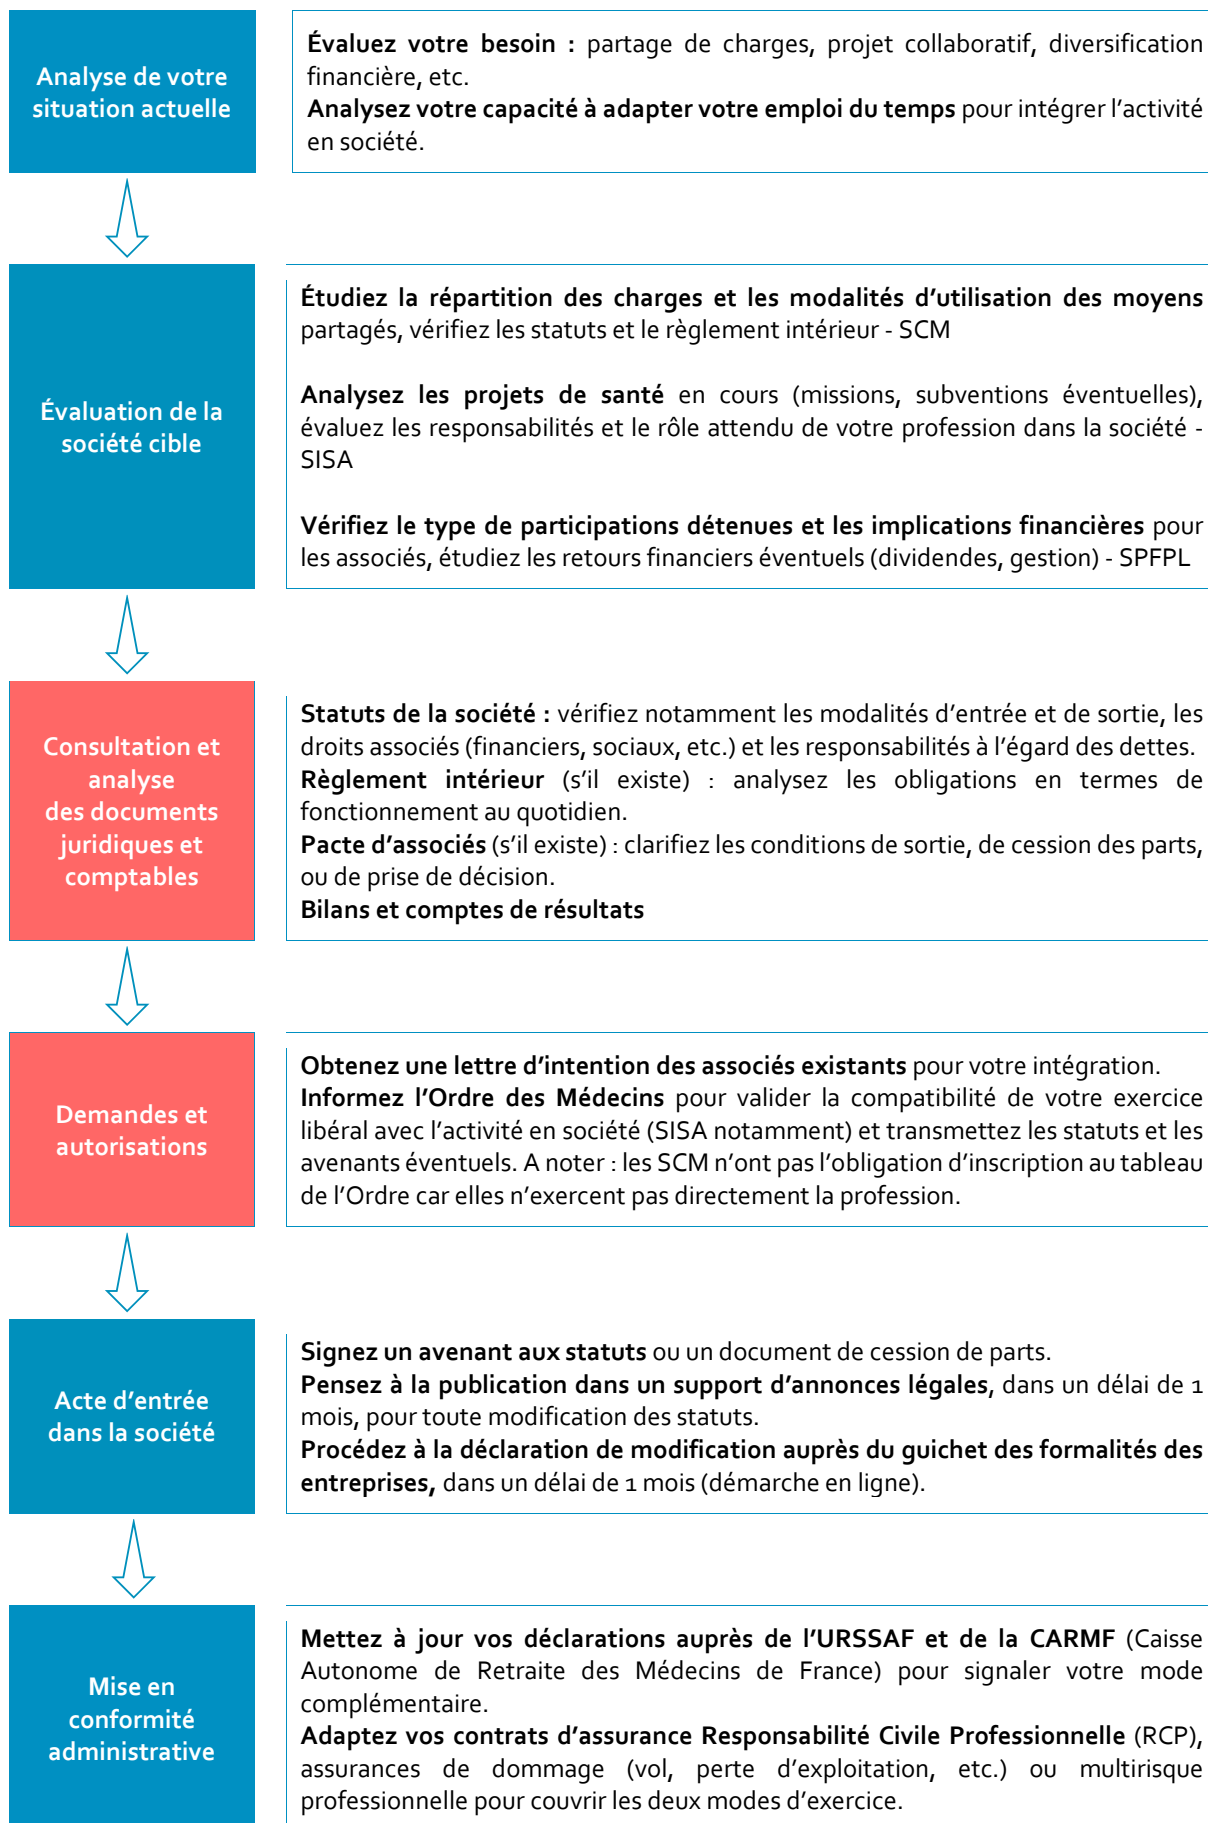 Analyse de votre
situation actuelle
Évaluez votre besoin : partage de charges, projet collaboratif, diversification
financière, etc.
Analysez votre capacité à adapter votre emploi du temps pour intégrer l’activité
en société.
Évaluation de la
société cible
Étudiez la répartition des charges et les modalités d’utilisation des moyens
partagés, vérifiez les statuts et le règlement intérieur - SCM
Analysez les projets de santé en cours (missions, subventions éventuelles),
évaluez les responsabilités et le rôle attendu de votre profession dans la société -
SISA
Vérifiez le type de participations détenues et les implications financières pour
les associés, étudiez les retours financiers éventuels (dividendes, gestion) - SPFPL
Consultation et
analyse
des documents
juridiques et
comptables
Statuts de la société : vérifiez notamment les modalités d’entrée et de sortie, les
droits associés (financiers, sociaux, etc.) et les responsabilités à l'égard des dettes.
Règlement intérieur (s’il existe) : analysez les obligations en termes de
fonctionnement au quotidien.
Pacte d’associés (s’il existe) : clarifiez les conditions de sortie, de cession des parts,
ou de prise de décision.
Bilans et comptes de résultats
Demandes et
autorisations
Obtenez une lettre d’intention des associés existants pour votre intégration.
Informez l’Ordre des Médecins pour valider la compatibilité de votre exercice
libéral avec l’activité en société (SISA notamment) et transmettez les statuts et les
avenants éventuels. A noter : les SCM n’ont pas l’obligation d’inscription au tableau
de l’Ordre car elles n’exercent pas directement la profession.
Acte d’entrée
dans la société
Signez un avenant aux statuts ou un document de cession de parts.
Pensez à la publication dans un support d’annonces légales, dans un délai de 1
mois, pour toute modification des statuts.
Procédez à la déclaration de modification auprès du guichet des formalités des
entreprises, dans un délai de 1 mois (démarche en ligne).
Mise en
conformité
administrative
Mettez à jour vos déclarations auprès de l’URSSAF et de la CARMF (Caisse
Autonome de Retraite des Médecins de France) pour signaler votre mode
complémentaire.
Adaptez vos contrats d’assurance Responsabilité Civile Professionnelle (RCP),
assurances de dommage (vol, perte d’exploitation, etc.) ou multirisque
professionnelle pour couvrir les deux modes d’exercice.